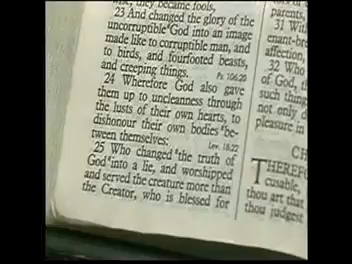 wise, they became fools,
23 And changed the glory of the
uncorruptible God into an image
made like to corruptible man, and
to birds, and fourfooted beasts,
and creeping things. Ps. 106.20
24 Wherefore God also gave
them up to uncleanness through
the lusts of their own hearts, to
dishonour their own bodies be-
tween themselves: Lev. 18.22
25 Who changed the truth of
God into a lie, and worshipped
and served the creature more than
the Creator, who is blessed for
parents,
31 Wit
enant-bre
affection,
32 Who
of God, t
such thing
not only d
pleasure in
CH
THEREFO
cusable,
thou art that
thou judgest